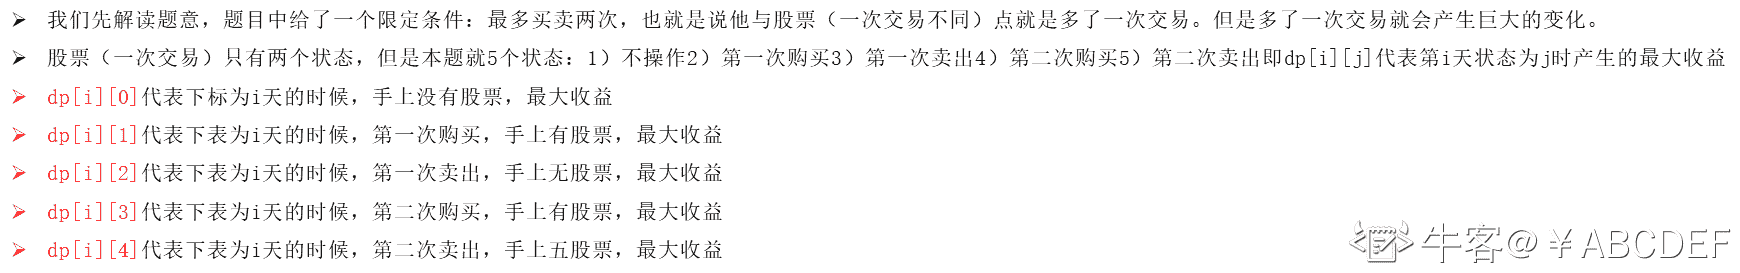 我们先解读题意，题目中给了一个限定条件：最多买卖两次，也就是说他与股票（一次交易不同）点就是多了一次交易。但是多了一次交易就会产生巨大的变化。
股票（一次交易）只有两个状态，但是本题就5个状态：1）不操作2）第一次购买3）第一次卖出4）第二次购买5）第二次卖出即dp[i][j]代表第i天状态为j时产生的最大收益
dp[i][0]代表下标为i天的时候，手上没有股票，最大收益
dp[i][1]代表下表为i天的时候，第一次购买，手上有股票，最大收益
dp[i][2]代表下表为i天的时候，第一次卖出，手上无股票，最大收益
dp[i][3]代表下表为i天的时候，第二次购买，手上有股票，最大收益
dp[i][4]代表下表为i天的时候，第二次卖出，手上五股票，最大收益
牛客@￥ABCDEF